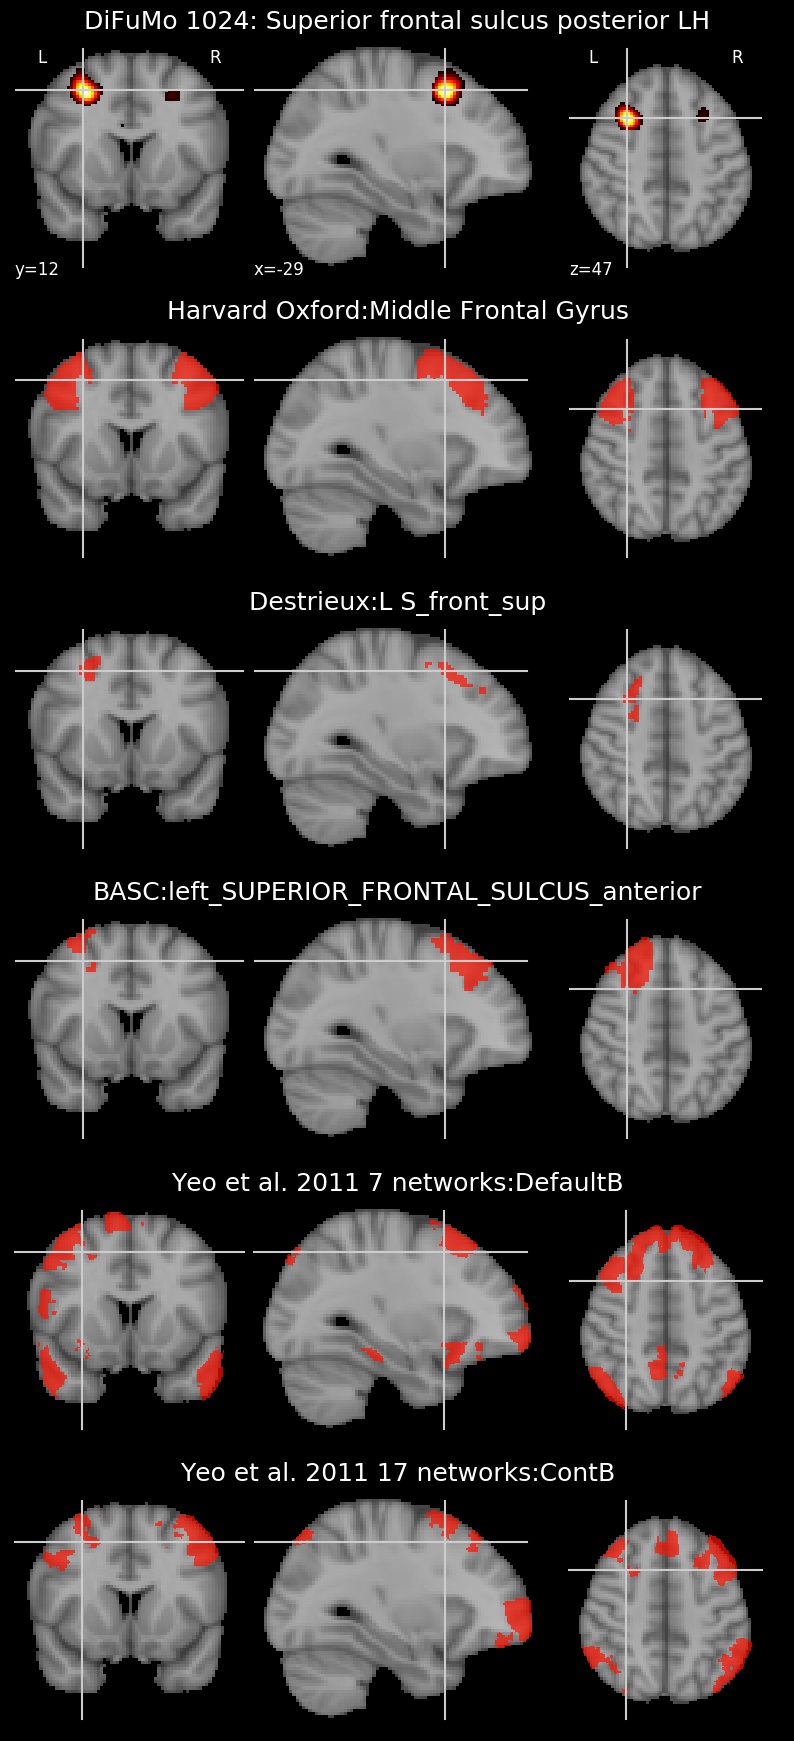 DiFuMo 1024: Superior frontal sulcus posterior LH
L R L R
y=12 x=-29 z=47
Harvard Oxford:Middle Frontal Gyrus
Destrieux:L S_front_sup
BASC:left_SUPERIOR_FRONTAL_SULCUS_anterior
Yeo et al. 2011 7 networks:DefaultB
Yeo et al. 2011 17 networks:ContB